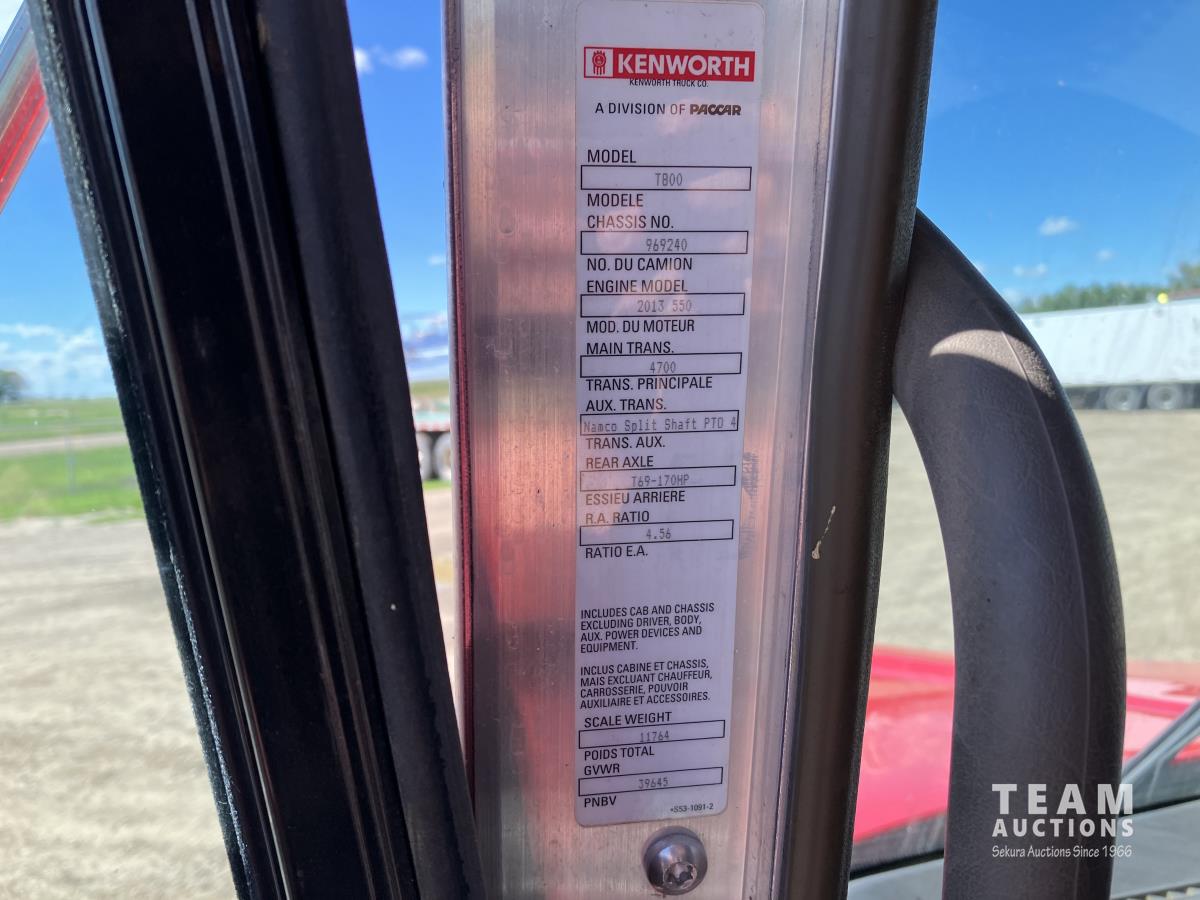 KENWORTH
KENWORTH TRUCK CO.
A DIVISION OF PACCAR
MODEL
T800
MODELE
CHASSIS NO.
969240
NO. DU CAMION
ENGINE MODEL
2013 550
MOD. DU MOTEUR
MAIN TRANS.
4700
TRANS. PRINCIPALE
AUX. TRANS.
Namco Split Shaft PTO 4
TRANS. AUX.
REAR AXLE
T69-170HP
ESSIEU ARRIERE
R.A. RATIO
4.56
RATIO E.A.
INCLUDES CAB AND CHASSIS
EXCLUDING DRIVER, BODY,
AUX. POWER DEVICES AND
EQUIPMENT.
INCLUS CABINE ET CHASSIS,
MAIS EXCLUANT CHAUFFEUR,
CARROSSERIE, POUVOIR
AUXILIAIRE ET ACCESSOIRES.
SCALE WEIGHT
11764
POIDS TOTAL
GVWR
39645
PNBV
+S53-1091-2
TEAM
AUCTIONS
Sekura Auctions Since 1966